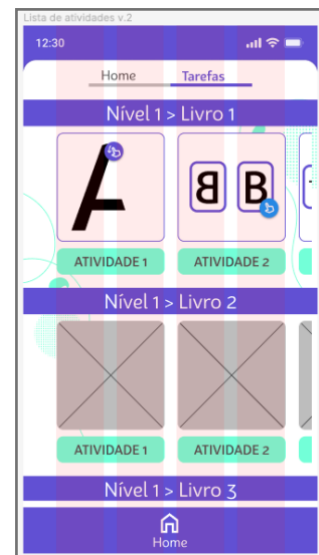 Lista de atividades v.2
12:30
Home Tarefas
Nível 1 > Livro 1
A B B
ATIVIDADE 1 ATIVIDADE 2
Nível 1 > Livro 2
ATIVIDADE 1 ATIVIDADE 2
Nível 1 > Livro 3
Home